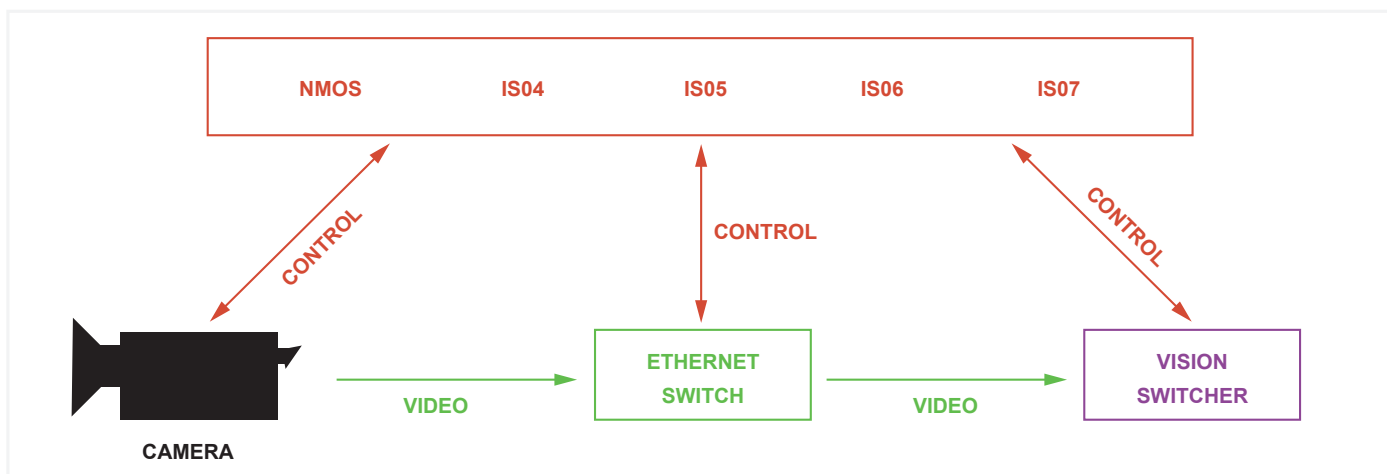 NMOS IS04 IS05 IS06 IS07
CONTROL
CONTROL
CONTROL
ETHERNET
SWITCH
VISION
SWITCHER
VIDEO
VIDEO
CAMERA